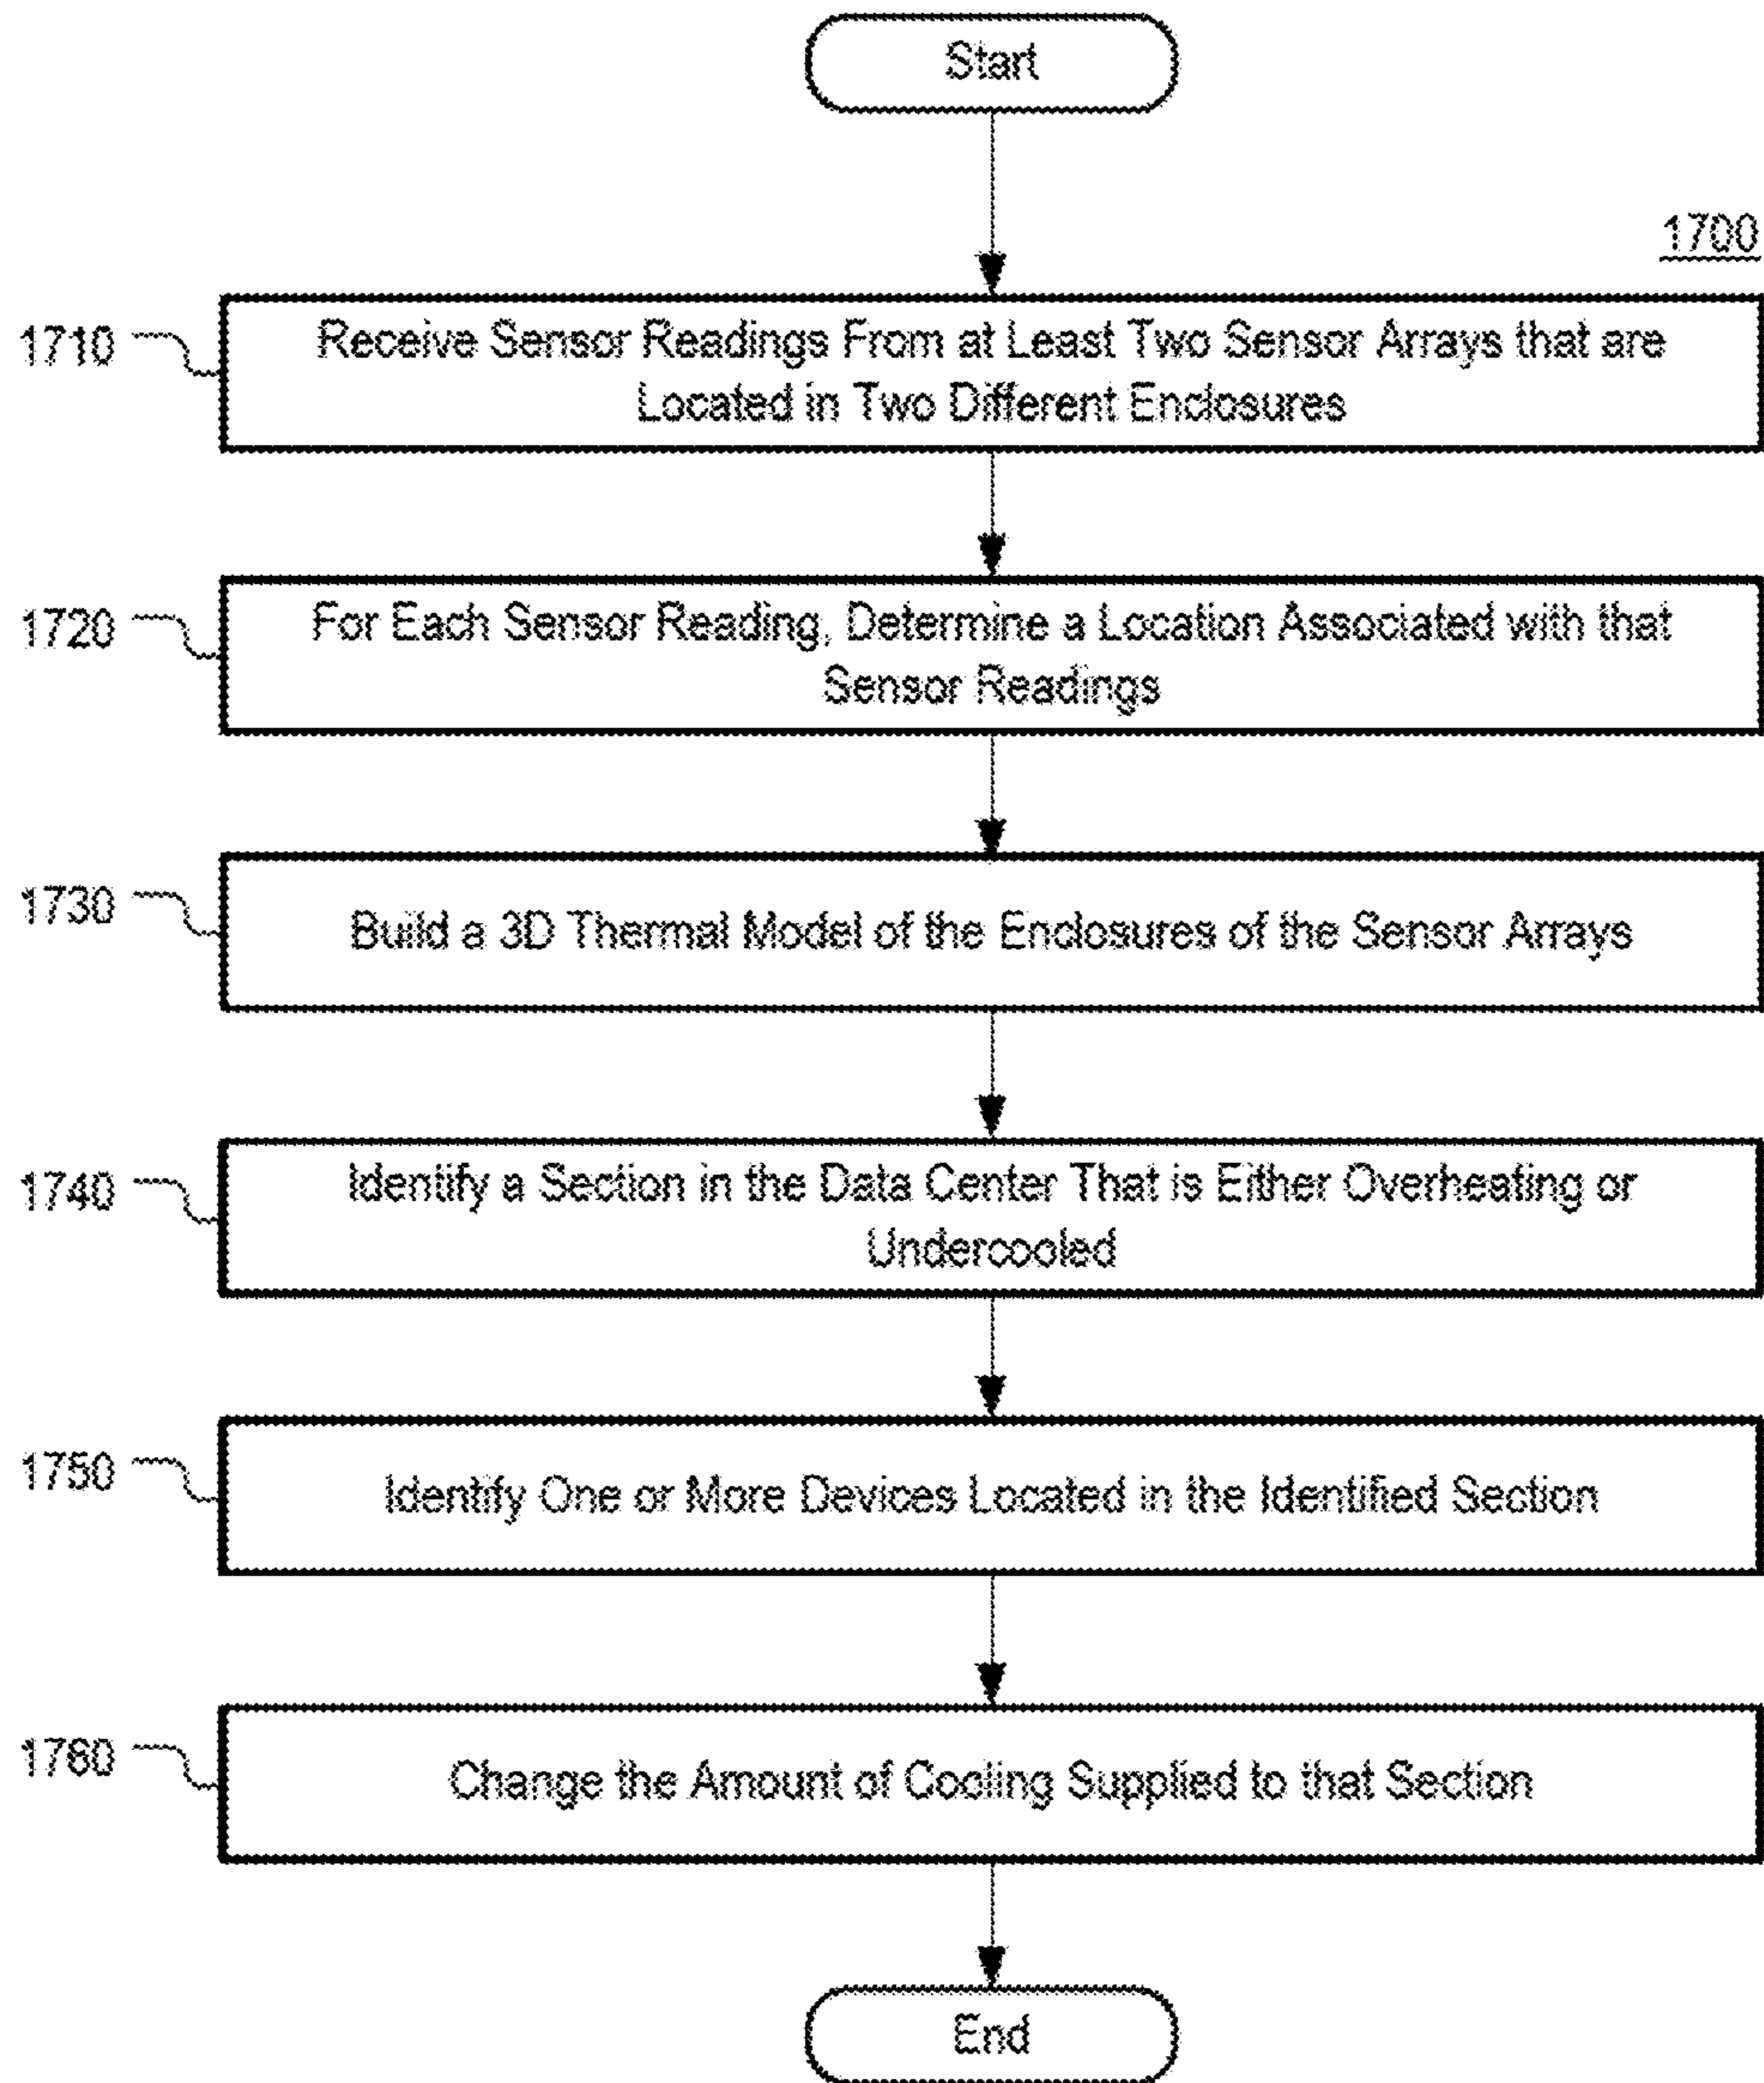 Start
1700
1710
Receive Sensor Readings From at Least Two Sensor Arrays that are
Located in Two Different Enclosures
1720
For Each Sensor Reading, Determine a Location Associated with that
Sensor Readings
1730
Build a 3D Thermal Model of the Enclosures of the Sensor Arrays
1740
Identify a Section in the Data Center That is Either Overheating or
Undercooled
1750
Identify One or More Devices Located in the Identified Section
1760
Change the Amount of Cooling Supplied to that Section
End